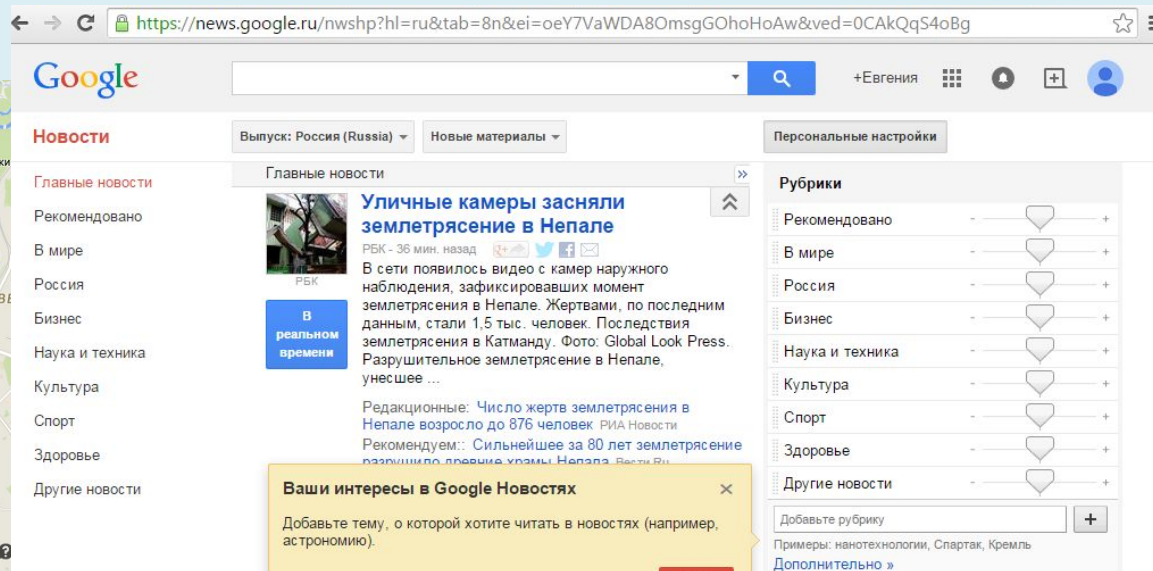 https://news.google.ru/nwshp?hl=ru&tab=8n&ei=oeY7VaWDA8OmsgGOhoHoAw&ved=0CAkQqS4oBg
Google
+Евгения
Новости
Выпуск: Россия (Russia)
Новые материалы
Персональные настройки
Главные новости
Рекомендовано
В мире
Россия
Бизнес
Наука и техника
Культура
Спорт
Здоровье
Другие новости
Главные новости
»
РБК
В
реальном
времени
Уличные камеры засняли
землетрясение в Непале
РБК - 36 мин. назад
В сети появилось видео с камер наружного
наблюдения, зафиксировавших момент
землетрясения в Непале. Жертвами, по последним
данным, стали 1,5 тыс. человек. Последствия
землетрясения в Катманду. Фото: Global Look Press.
Разрушительное землетрясение в Непале,
унесшее ...
Редакционные: Число жертв землетрясения в
Непале возросло до 876 человек РИА Новости
Рекомендуем:: Сильнейшее за 80 лет землетрясение
разрушило древние храмы Непала Вести.Ru
Ваши интересы в Google Новостях
Добавьте тему, о которой хотите читать в новостях (например,
астрономию).
Рубрики
Рекомендовано - +
В мире - +
Россия - +
Бизнес - +
Наука и техника - +
Культура - +
Спорт - +
Здоровье - +
Другие новости - +
Добавьте рубрику +
Примеры: нанотехнологии, Спартак, Кремль
Дополнительно »